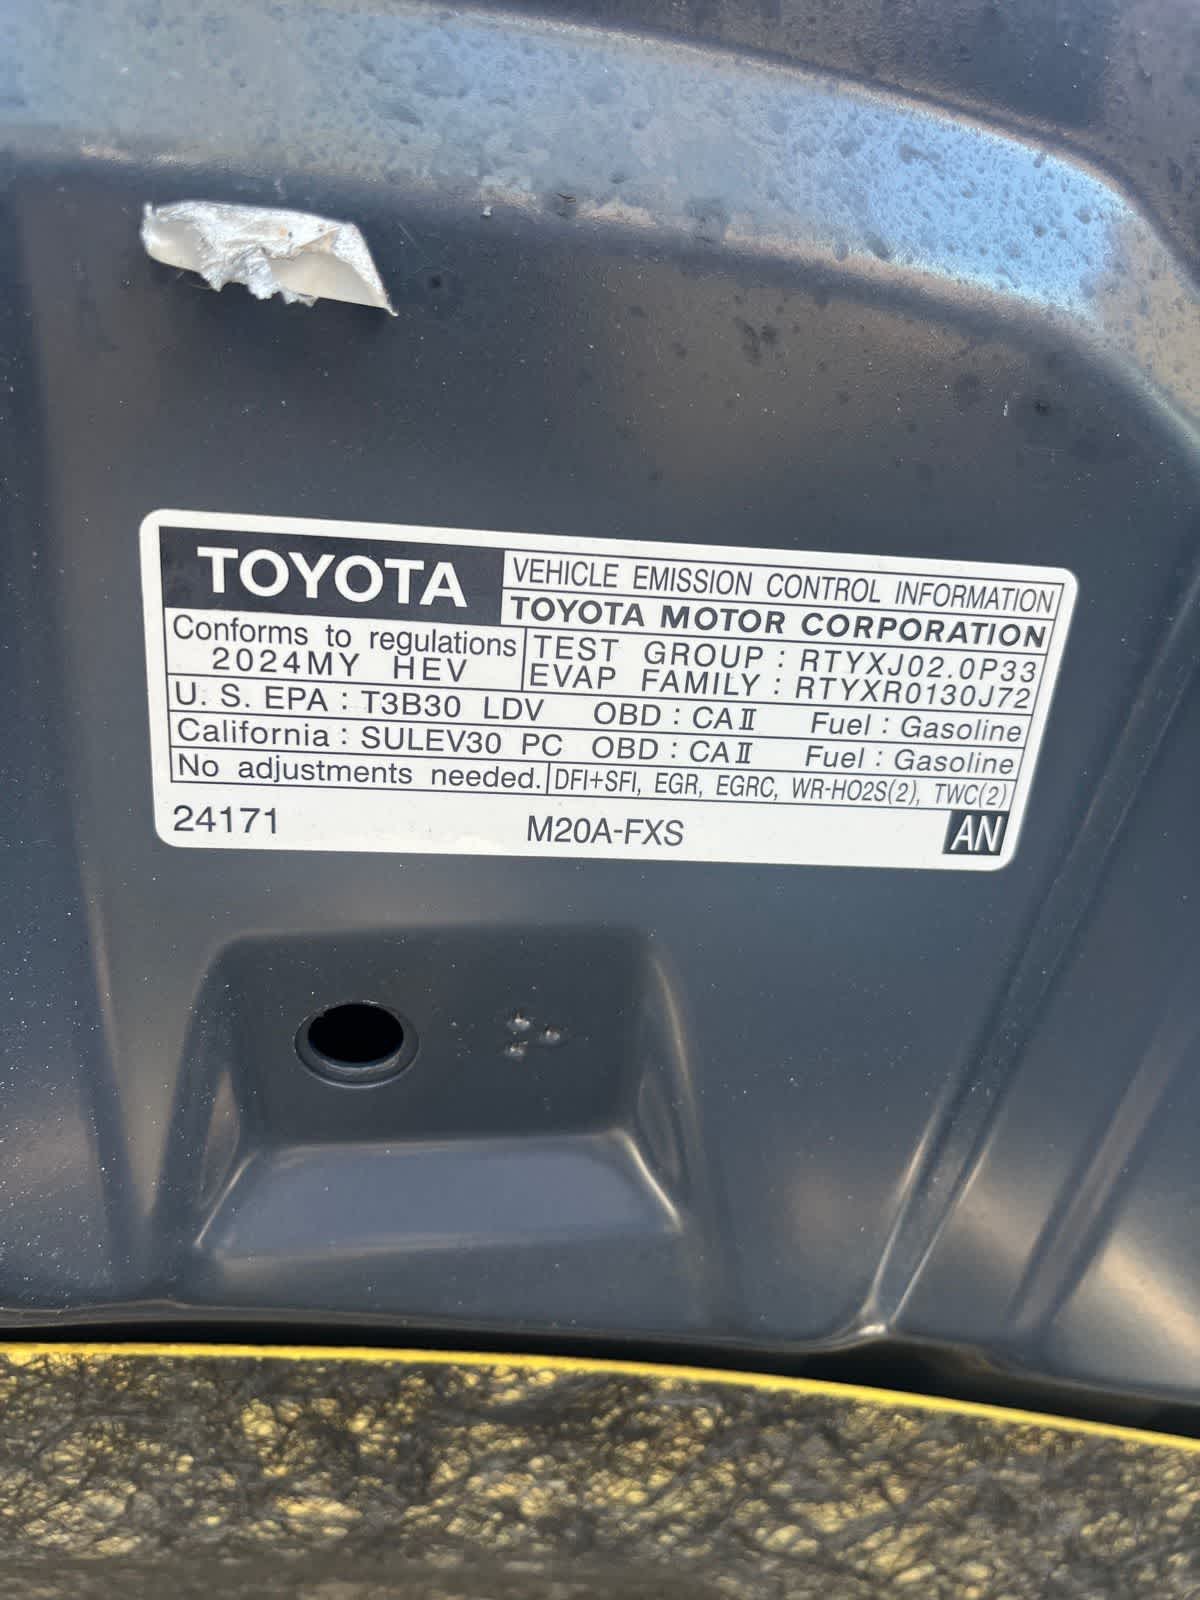 TOYOTA
VEHICLE EMISSION CONTROL INFORMATION
TOYOTA MOTOR CORPORATION
Conforms to regulations
2024MY HEV
TEST GROUP : RTYXJ02.0P33
EVAP FAMILY : RTYXR0130J72
U. S. EPA : T3B30 LDV OBD : CAⅡ Fuel : Gasoline
California : SULEV30 PC OBD : CAⅡ Fuel : Gasoline
No adjustments needed. DFI+SFI, EGR, EGRC, WR-HO2S(2), TWC(2)
24171 M20A-FXS AN